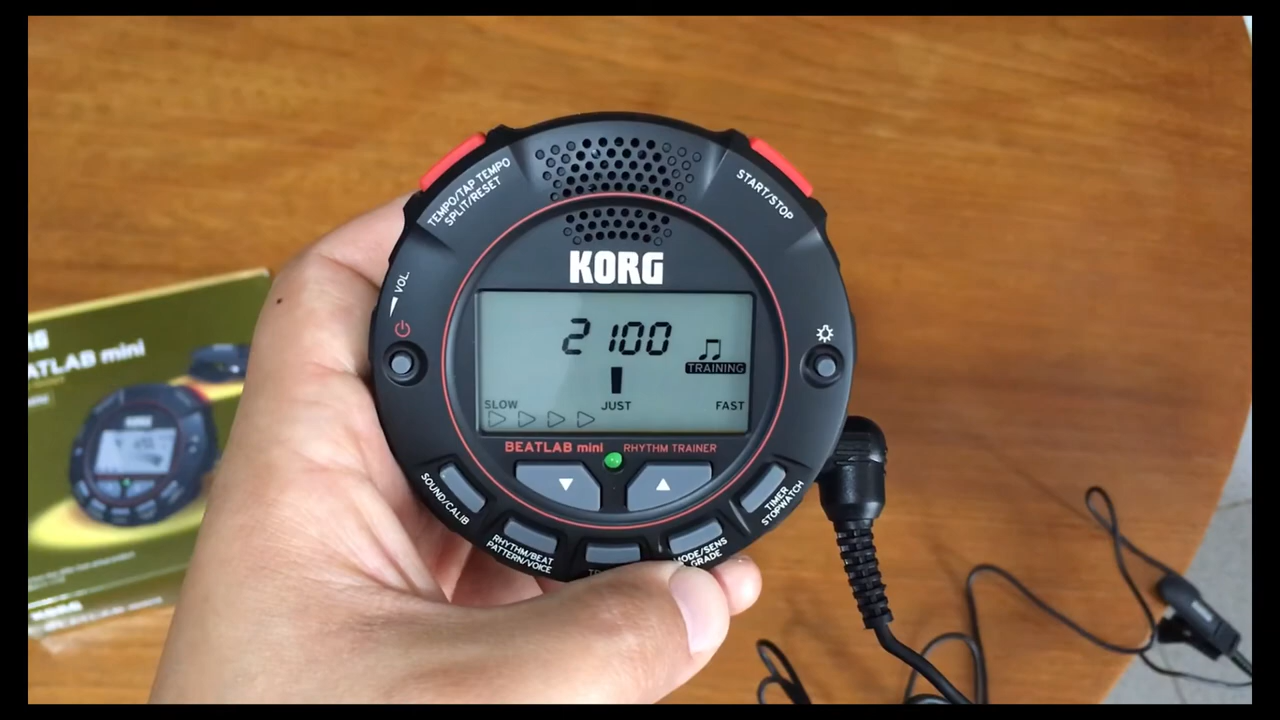 TEMPO/TAP TEMPO
SPLIT/RESET
START/STOP
VOL.
KORG
2 100
TRAINING
SLOW
JUST
FAST
BEATLAB mini
RHYTHM TRAINER
SOUND/CALIB
RHYTHM/BEAT
PATTERN/VOICE
MODE/SENS
GRADE
TIMER
STOPWATCH
ATLAB mini
KORG